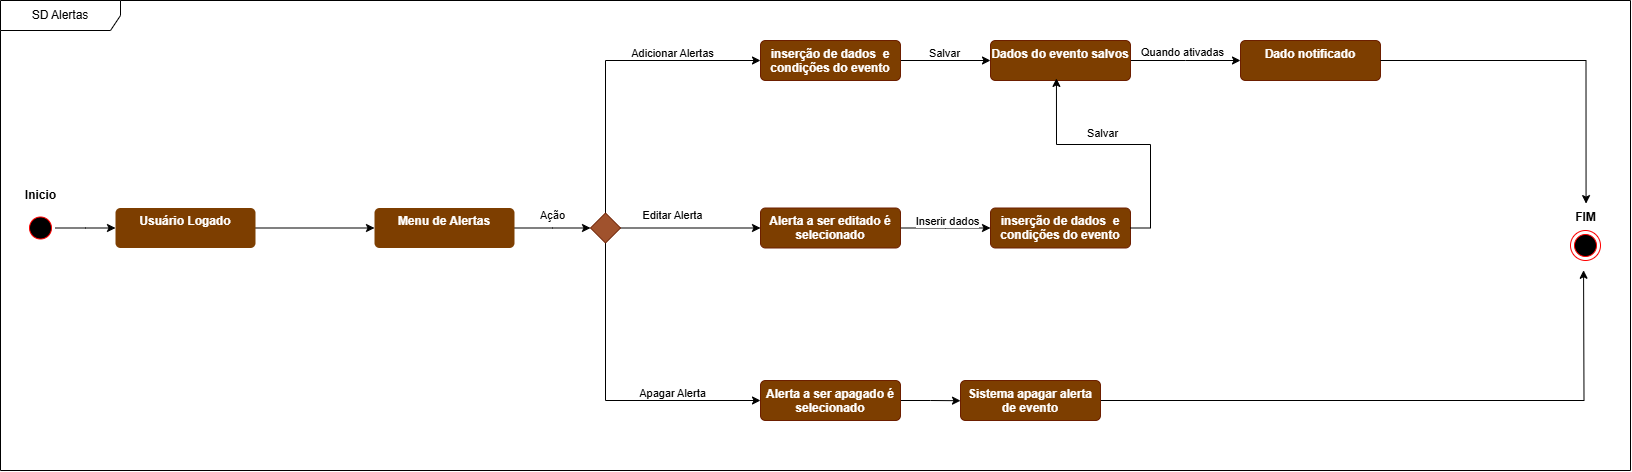 SD Alertas
Adicionar Alertas
inserção de dados e
condições do evento
Salvar
Dados do evento salvos
Quando ativadas
Dado notificado
Salvar
Inicio
Usuário Logado
Menu de Alertas
Ação
Editar Alerta
Alerta a ser editado é
selecionado
Inserir dados
inserção de dados e
condições do evento
FIM
Apagar Alerta
Alerta a ser apagado é
selecionado
Sistema apagar alerta
de evento